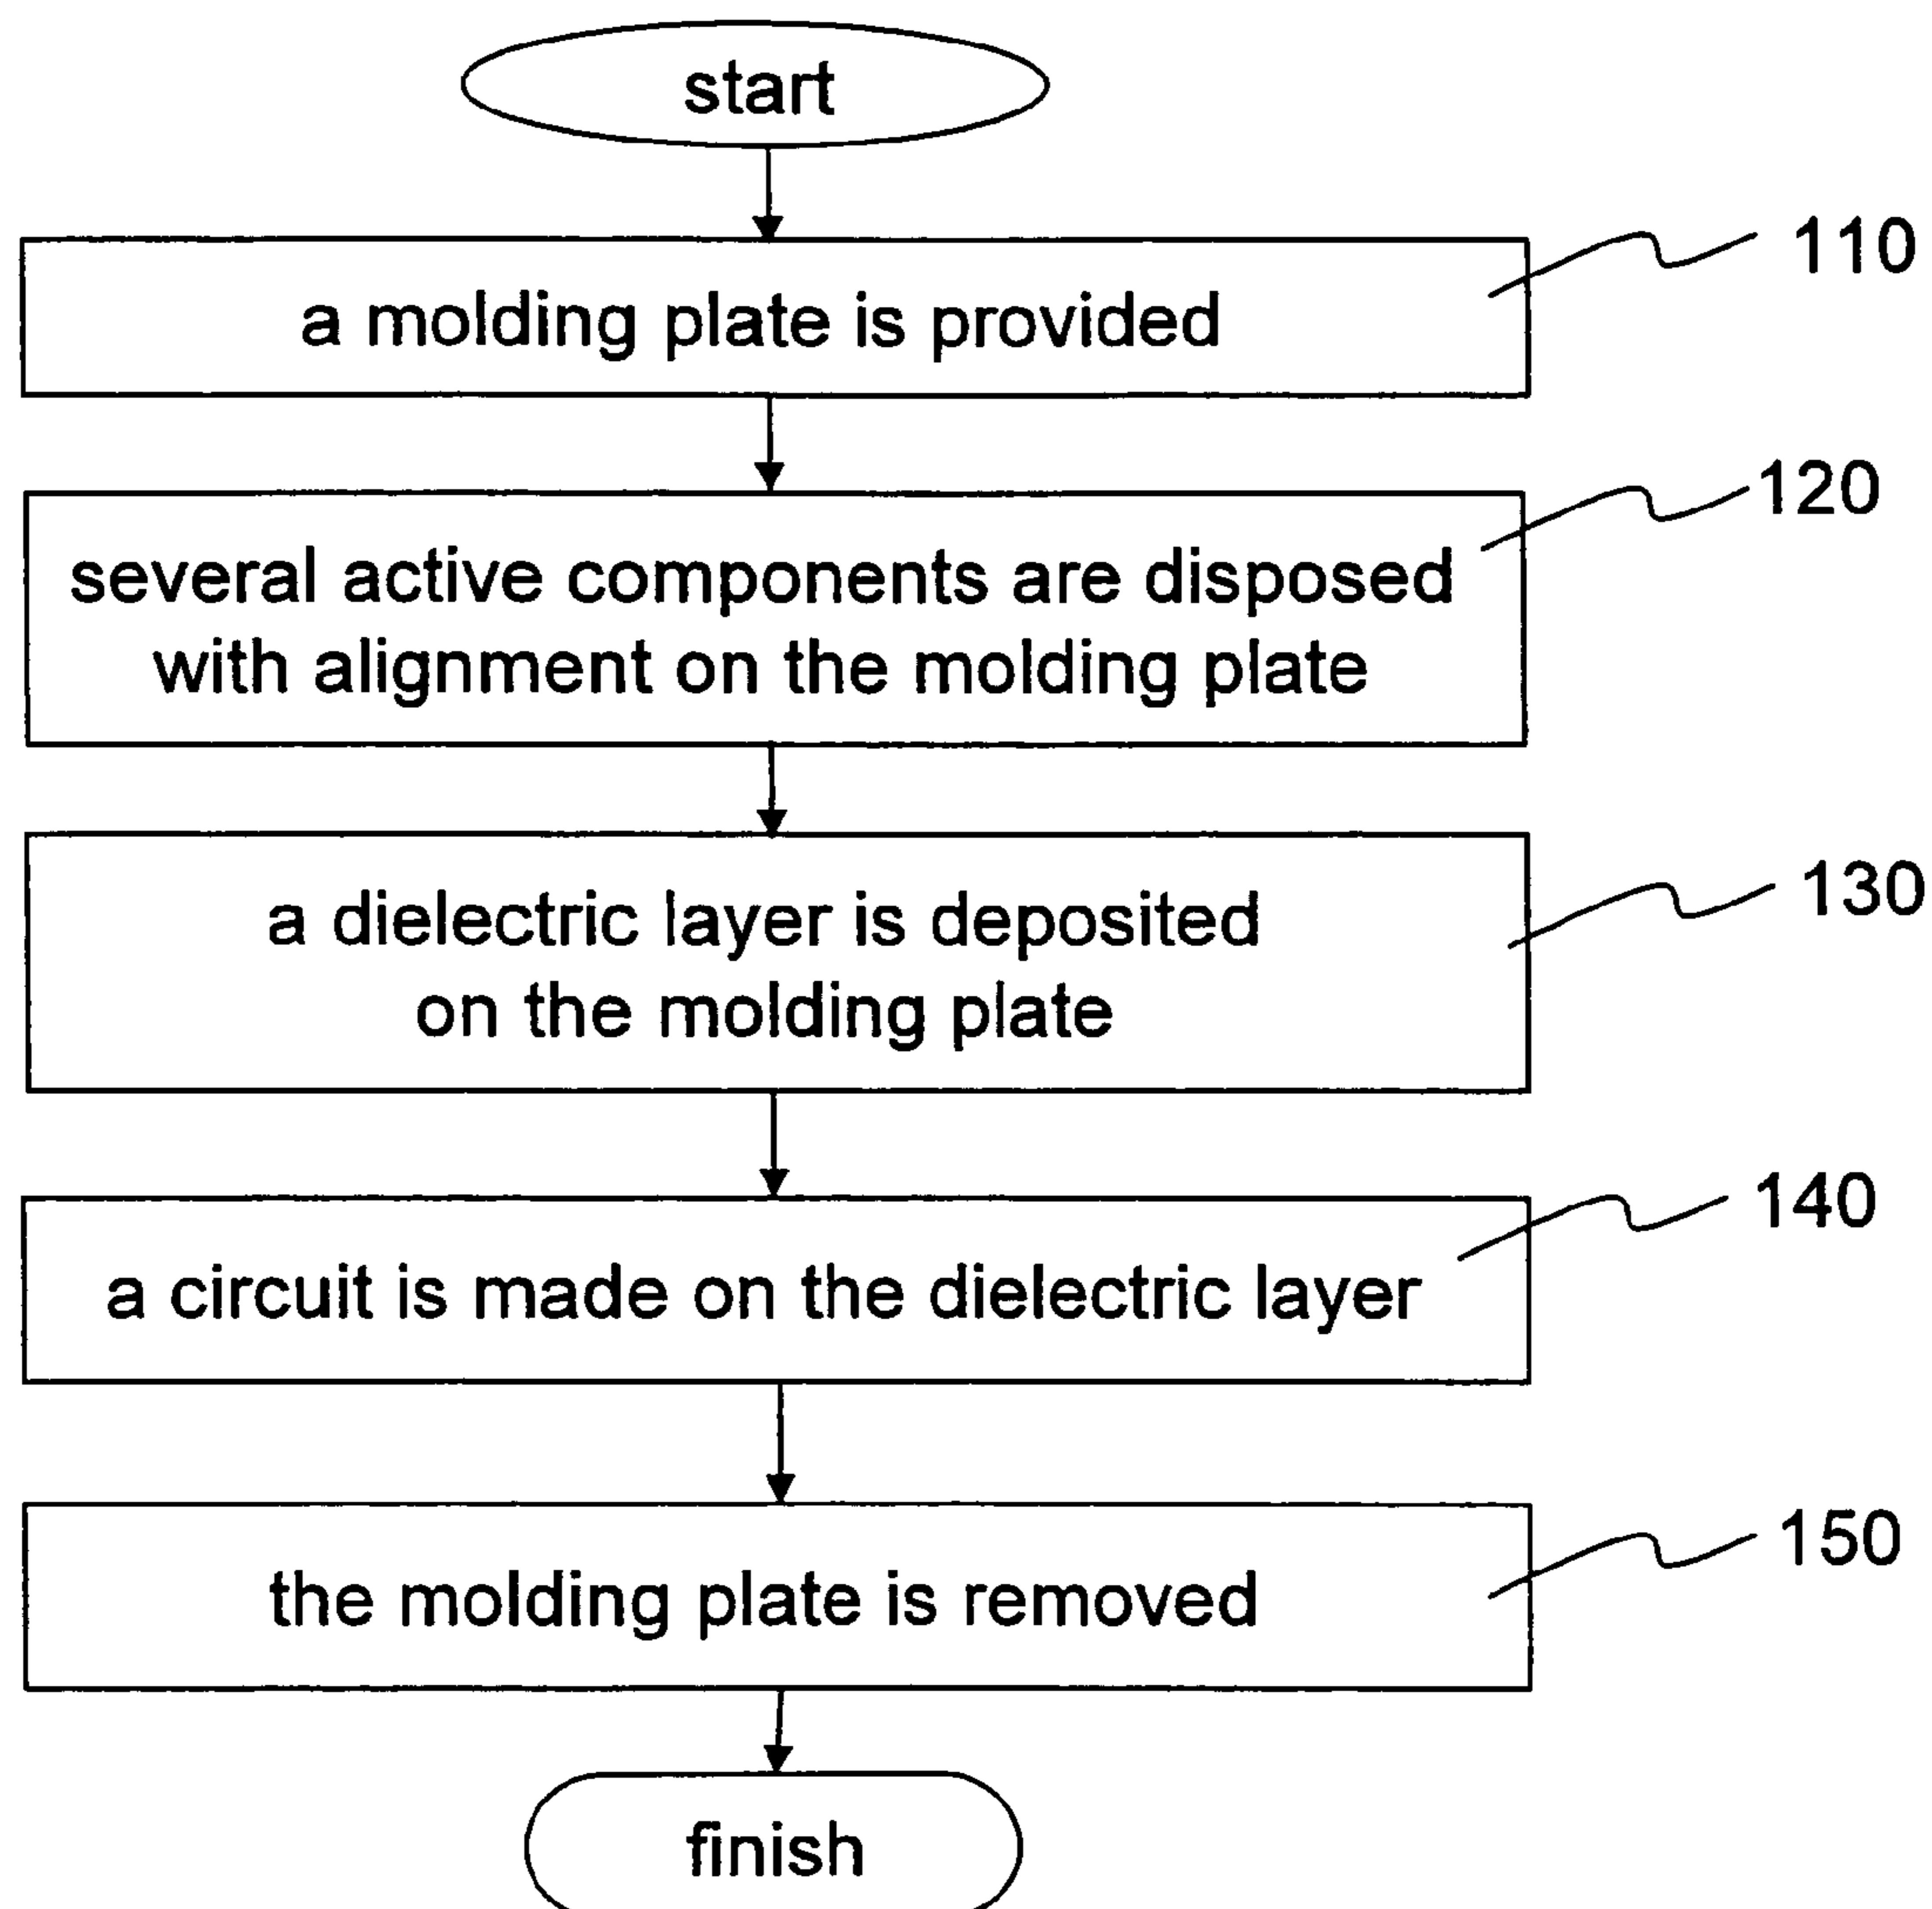 start
110
a molding plate is provided
120
several active components are disposed
with alignment on the molding plate
130
a dielectric layer is deposited
on the molding plate
140
a circuit is made on the dielectric layer
150
the molding plate is removed
finish